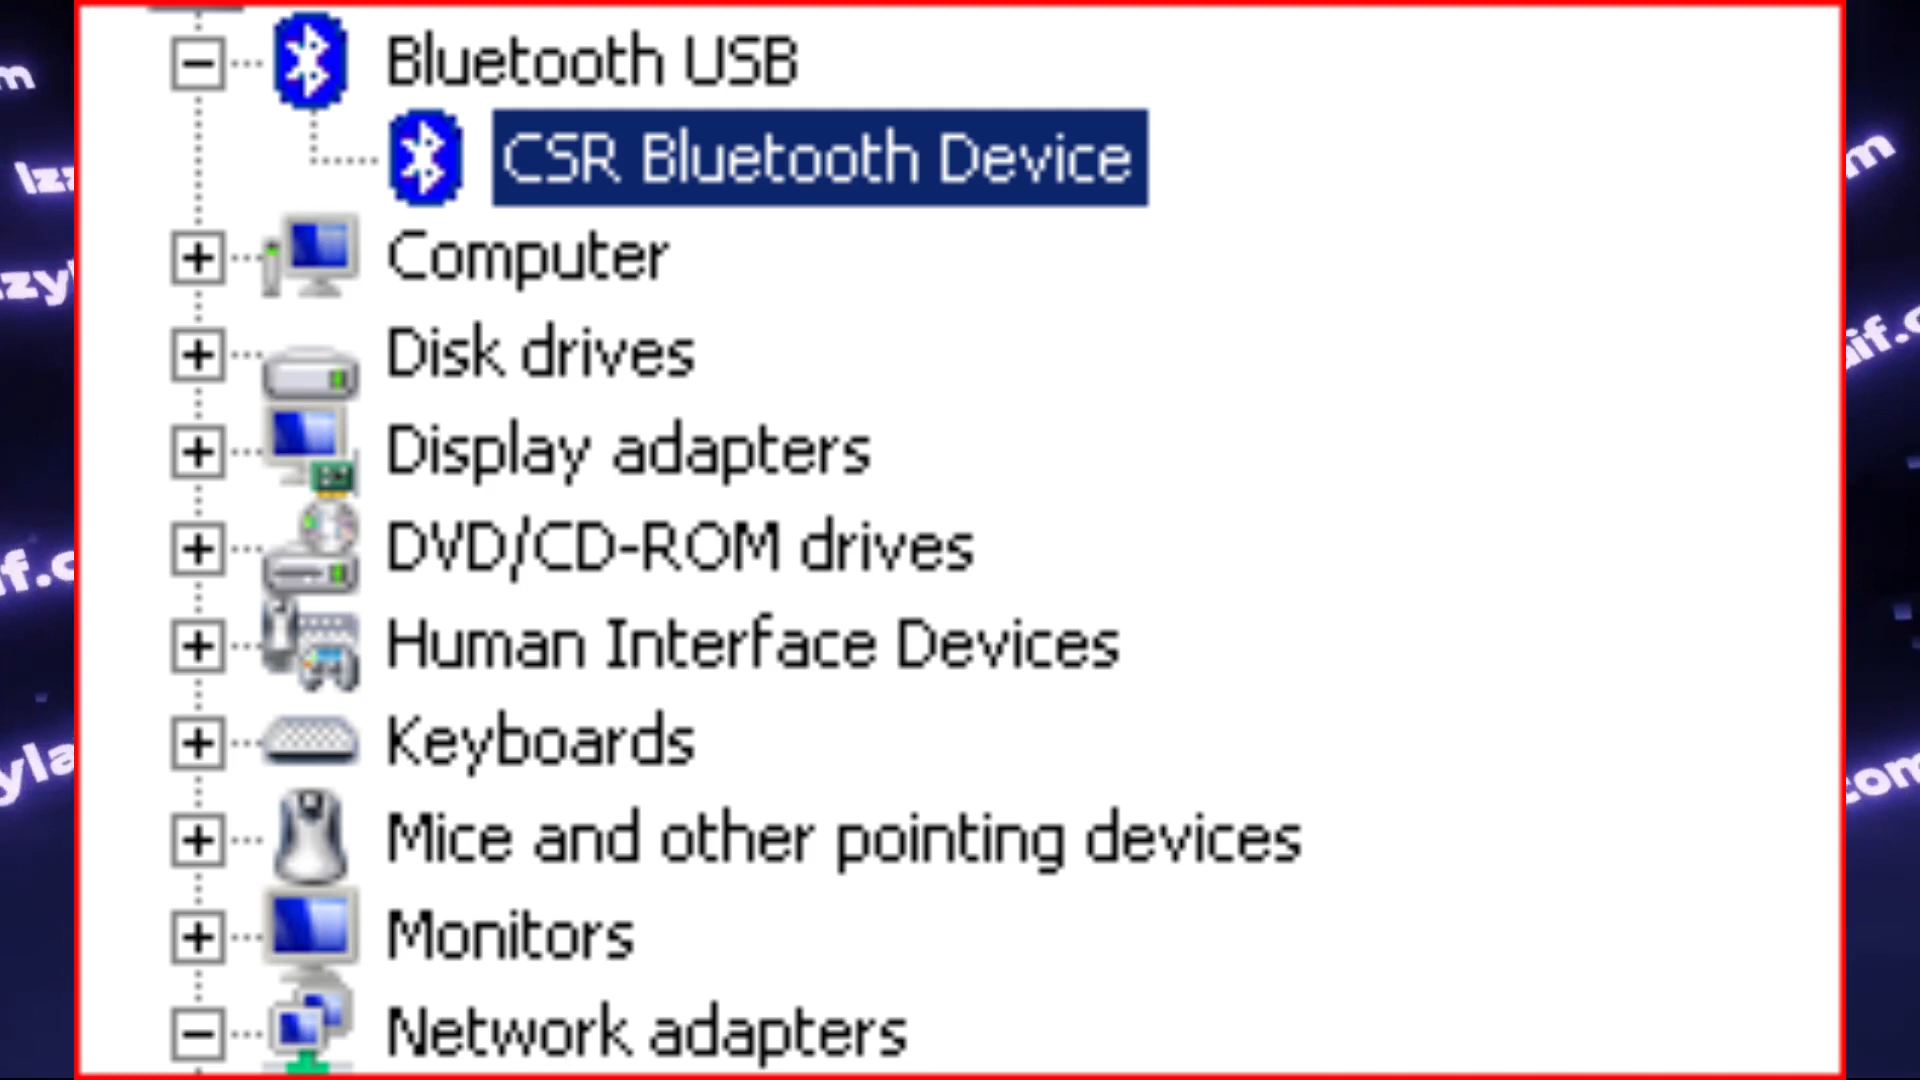 Bluetooth USB
CSR Bluetooth Device
Computer
Disk drives
Display adapters
DVD/CD-ROM drives
Human Interface Devices
Keyboards
Mice and other pointing devices
Monitors
Network adapters